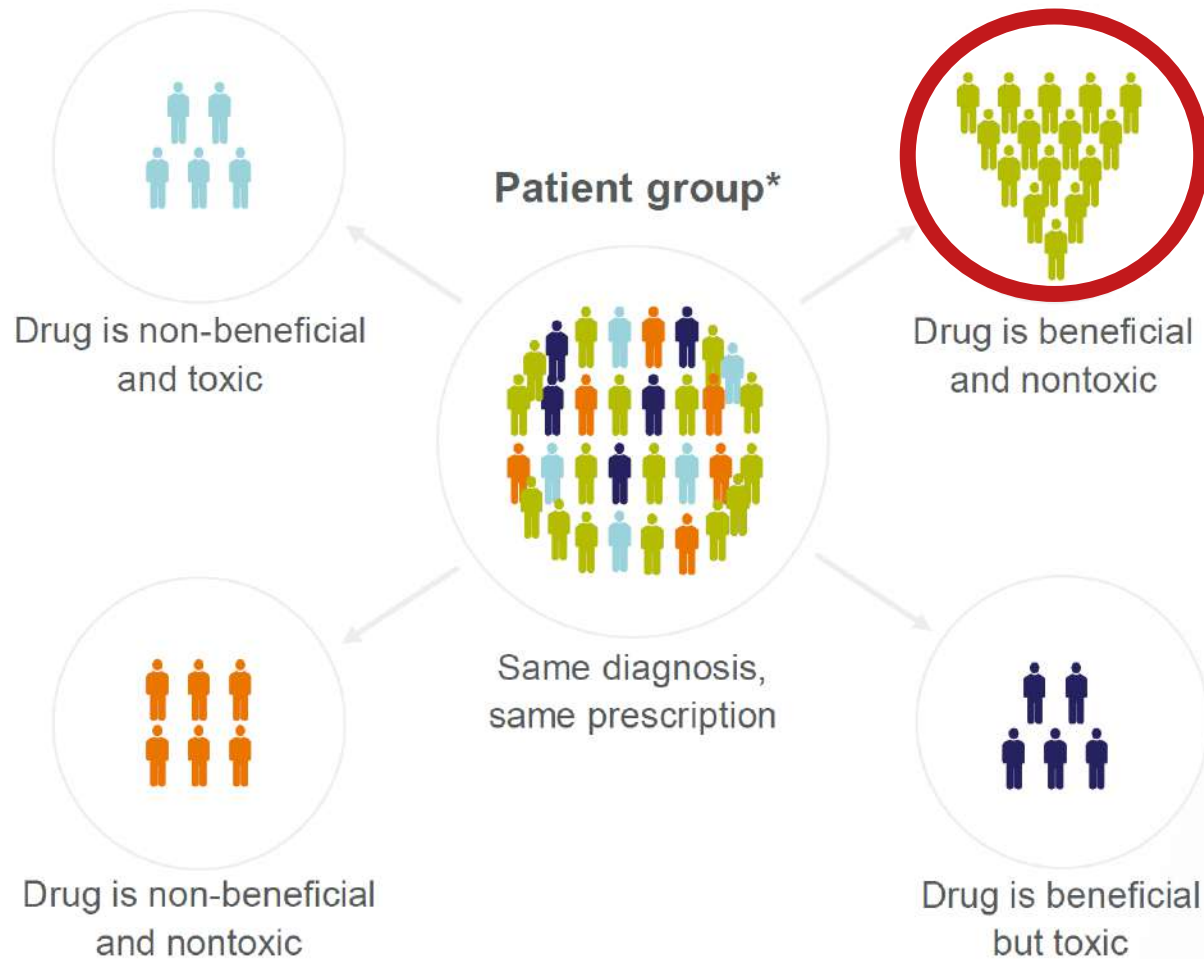 Patient group*
Drug is non-beneficial
and toxic
Drug is beneficial
and nontoxic
Same diagnosis,
same prescription
Drug is non-beneficial
and nontoxic
Drug is beneficial
but toxic